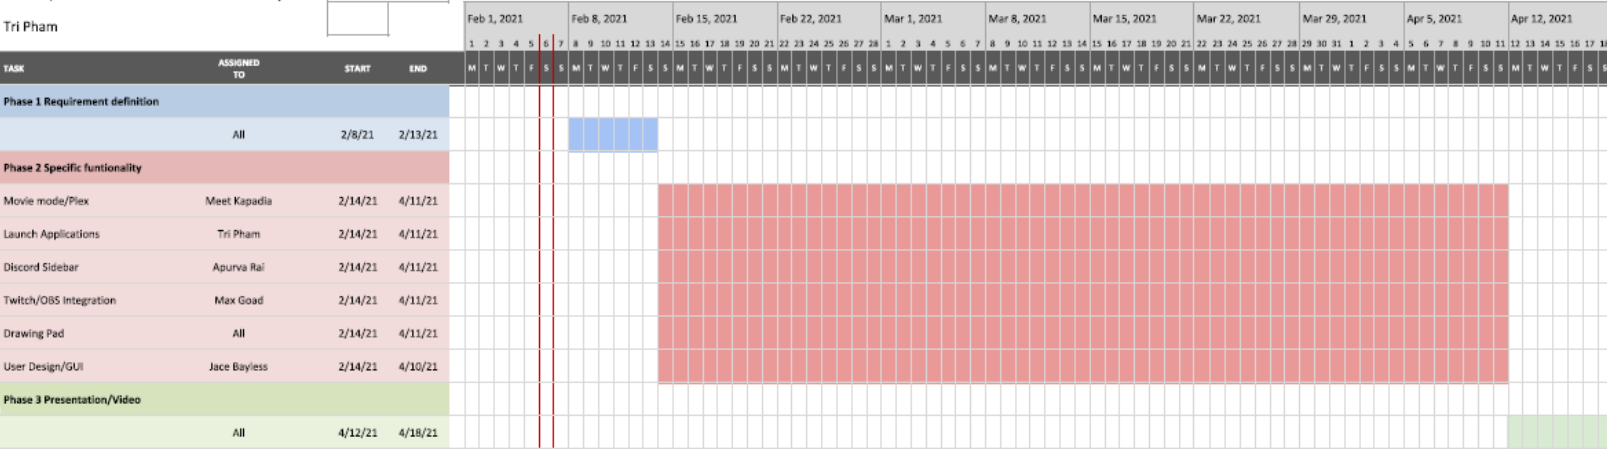 Tri Pham
Feb 1, 2021 Feb 8, 2021 Feb 15, 2021 Feb 22, 2021 Mar 1, 2021 Mar 8, 2021 Mar 15, 2021 Mar 22, 2021 Mar 29, 2021 Apr 5, 2021 Apr 12, 2021
1 2 3 4 5 6 7 8 9 10 11 12 13 14 15 16 17 18 19 20 21 22 23 24 25 26 27 28 1 2 3 4 5 6 7 8 9 10 11 12 13 14 15 16 17 18 19 20 21 22 23 24 25 26 27 28 29 30 31 1 2 3 4 5 6 7 8 9 10 11 12 13 14 15 16 17 18
TASK ASSIGNED TO START END M T W T F S S M T W T F S S M T W T F S S M T W T F S S M T W T F S S M T W T F S S M T W T F S S M T W T F S S M T W T F S S M T W T F S S M T W T F S S
Phase 1 Requirement definition
All 2/8/21 2/13/21
Phase 2 Specific funtionality
Movie mode/Plex Meet Kapadia 2/14/21 4/11/21
Launch Applications Tri Pham 2/14/21 4/11/21
Discord Sidebar Apurva Rai 2/14/21 4/11/21
Twitch/OBS Integration Max Goad 2/14/21 4/11/21
Drawing Pad All 2/14/21 4/11/21
User Design/GUI Jace Bayless 2/14/21 4/10/21
Phase 3 Presentation/Video
All 4/12/21 4/18/21